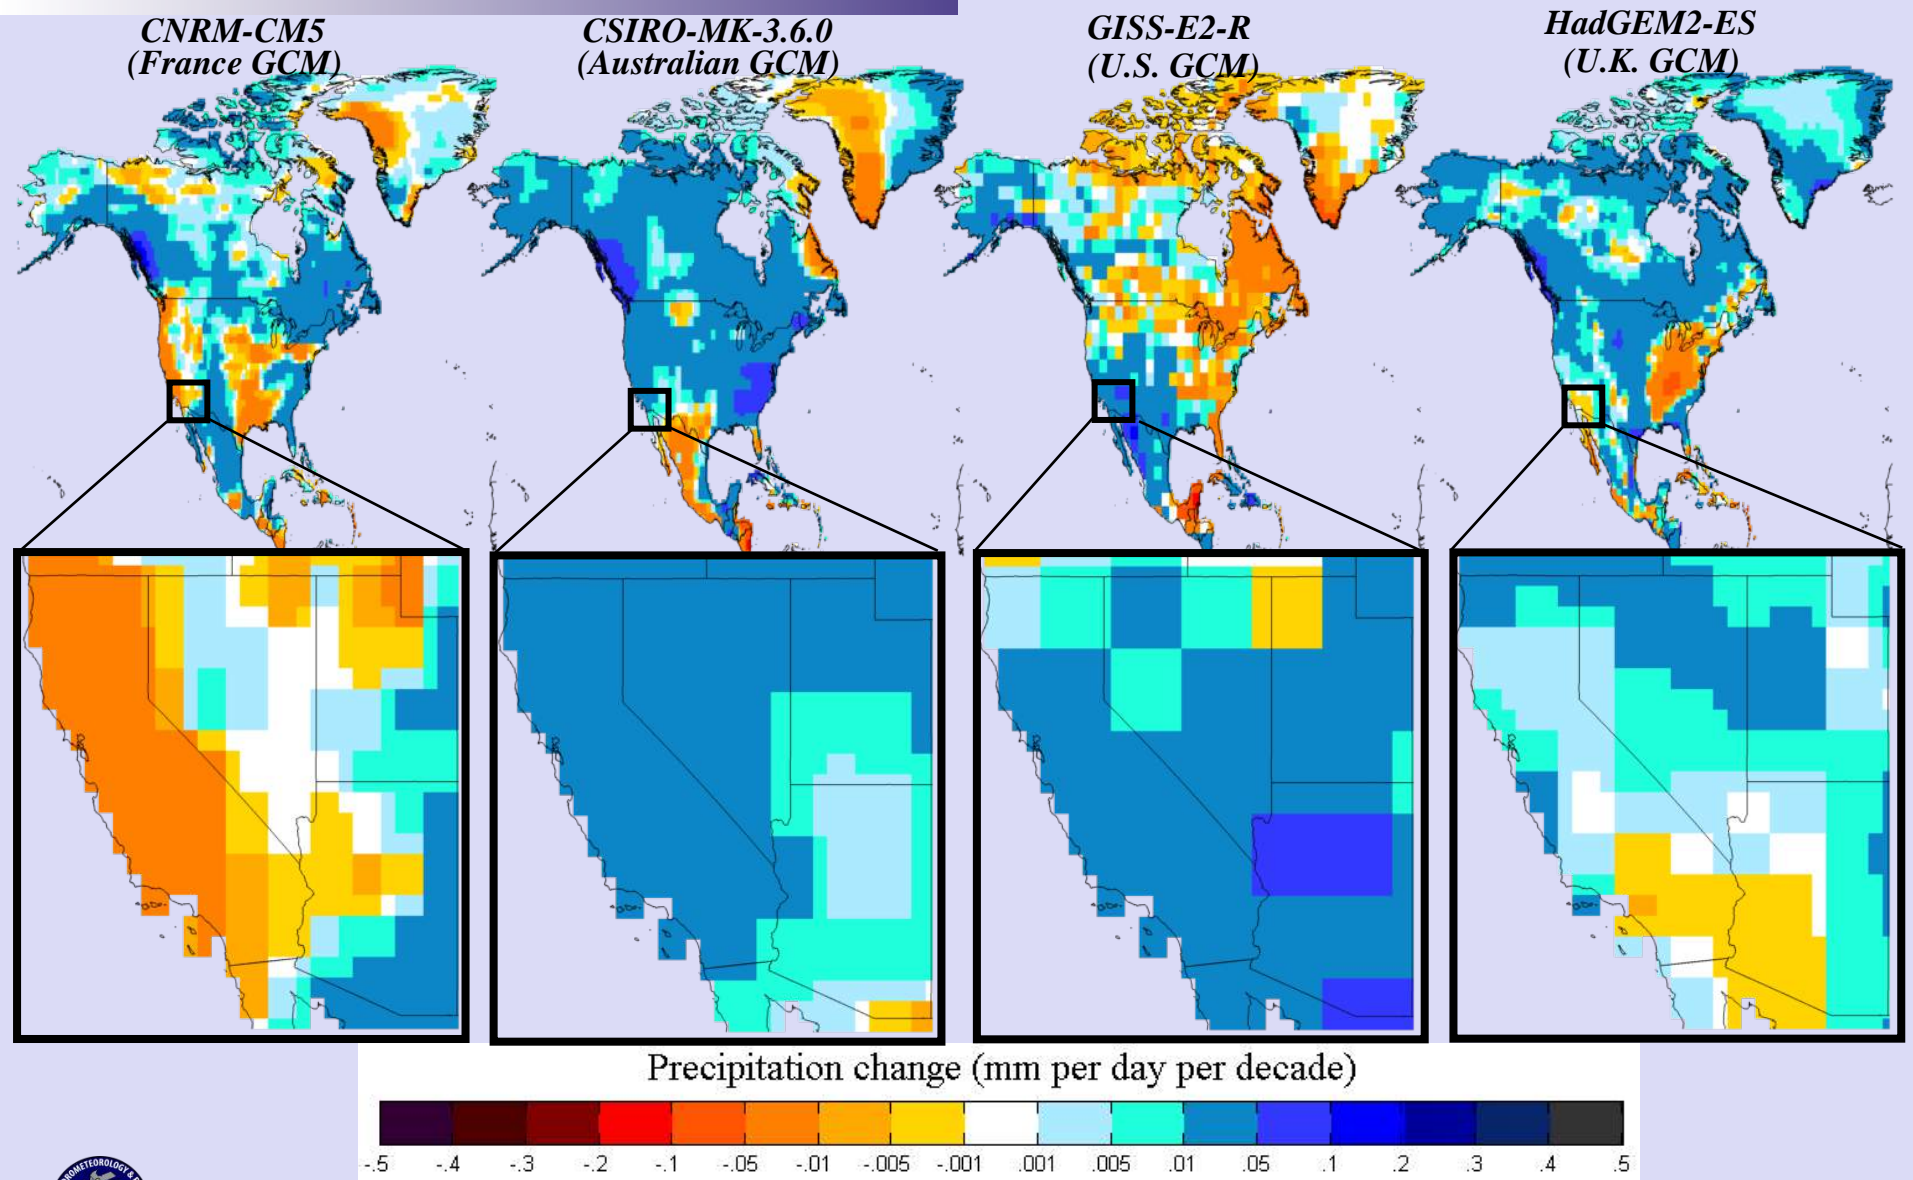 CNRM-CM5
(France GCM)
CSIRO-MK-3.6.0
(Australian GCM)
GISS-E2-R
(U.S. GCM)
HadGEM2-ES
(U.K. GCM)
Precipitation change (mm per day per decade)
-.5 -.4 -.3 -.2 -.1 -.05 -.01 -.005 -.001 .001 .005 .01 .05 .1 .2 .3 .4 .5